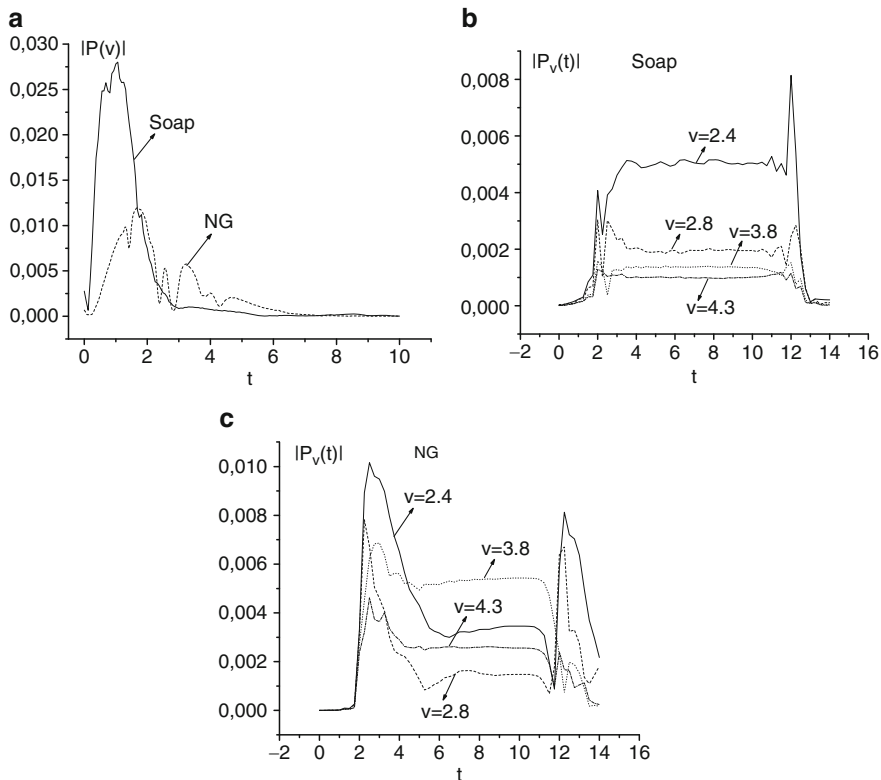 a
|P(v)|
0,030
0,025
0,020
0,015
0,010
0,005
0,000
Soap
NG
0 2 4 6 8 10
t
b
|Pv(t)| Soap
0,008
0,006
0,004
0,002
0,000
v=2.4
v=2.8
v=3.8
v=4.3
−2 0 2 4 6 8 10 12 14 16
t
c
|Pv(t)| NG
0,010
0,008
0,006
0,004
0,002
0,000
v=2.4
v=3.8
v=4.3
v=2.8
−2 0 2 4 6 8 10 12 14 16
t